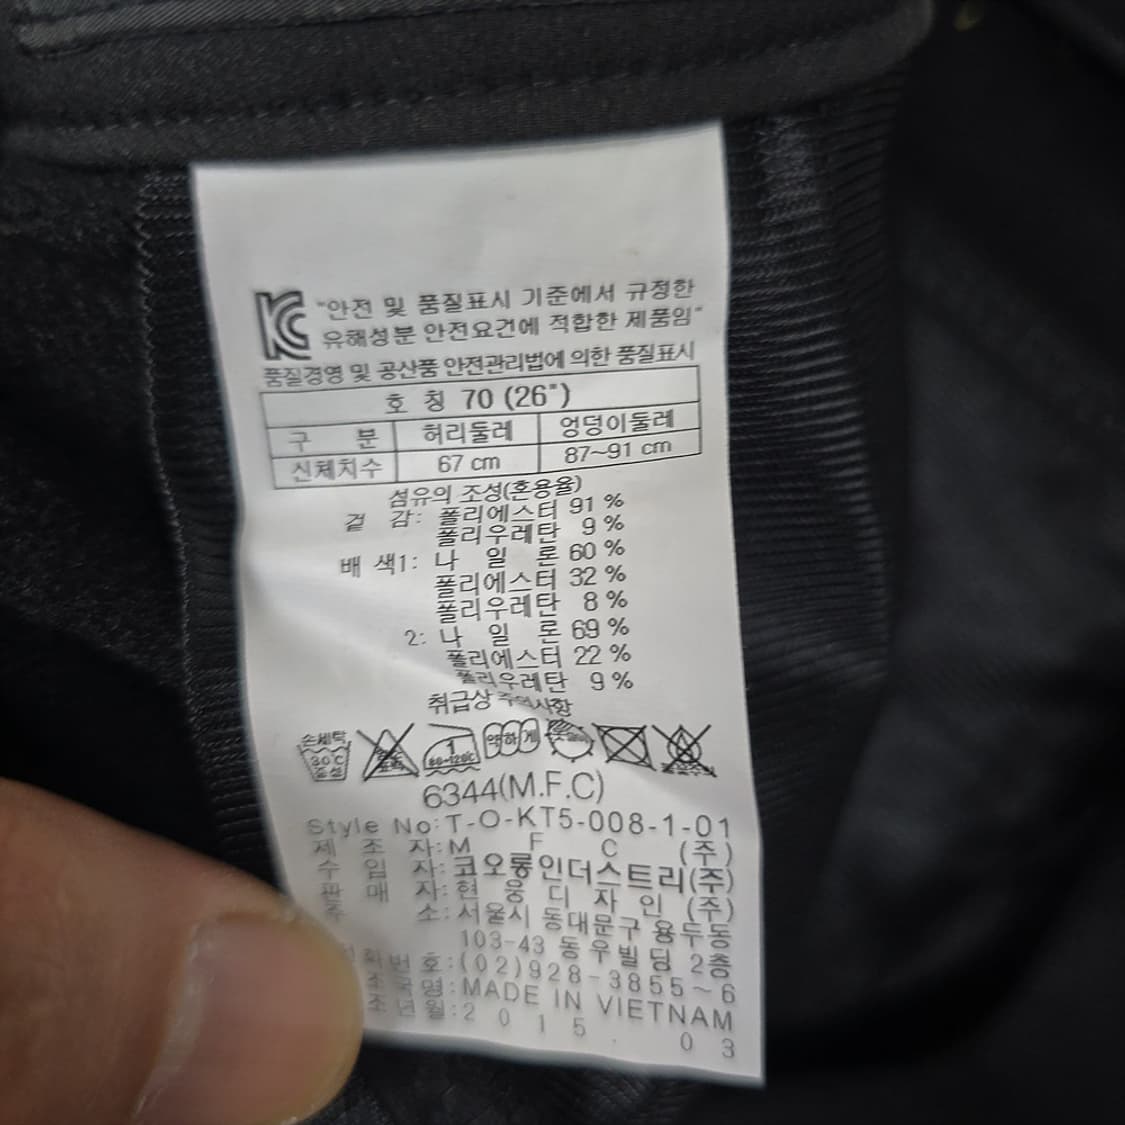 KC "안전 및 품질표시 기준에서 규정한
유해성분 안전요건에 적합한 제품임"
품질경영 및 공산품 안전관리법에 의한 품질표시
호 칭 70 (26")
구 분 허리둘레 엉덩이둘레
신체치수 67 cm 87~91 cm
섬유의 조성(혼용율)
겉 감: 폴리에스터 91 %
폴리우레탄 9 %
배 색1: 나 일 론 60 %
폴리에스터 32 %
폴리우레탄 8 %
2: 나 일 론 69 %
폴리에스터 22 %
폴리우레탄 9 %
취급상 주의사항
손세탁 30℃ 중성 1 80~120℃ 약하게
6344(M.F.C)
Style No:T-O-KT5-008-1-01
제 조 자:M F C (주)
수 입 자:코오롱인더스트리(주)
판 매 자:현 웅 디 자 인 (주)
주 소:서울시 동대문구 용두동
103-43 동우빌딩 2층
화번호:(02)928-3855~6
조국명:MADE IN VIETNAM
조년월:2015. 03